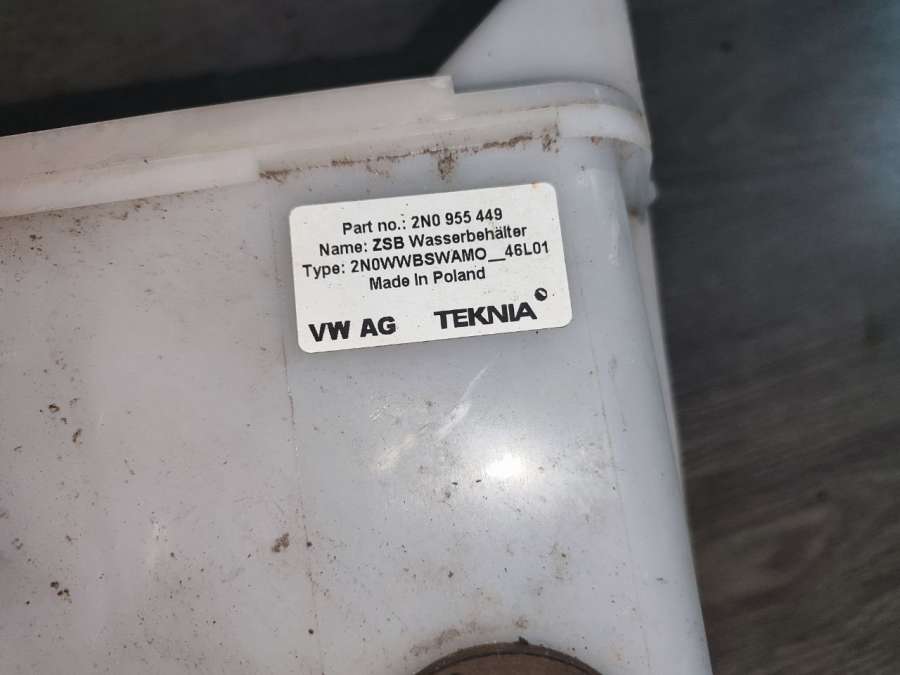 Part no.: 2N0 955 449
Name: ZSB Wasserbehälter
Type: 2N0WWBSWAMO__46L01
Made In Poland
VW AG TEKNIA